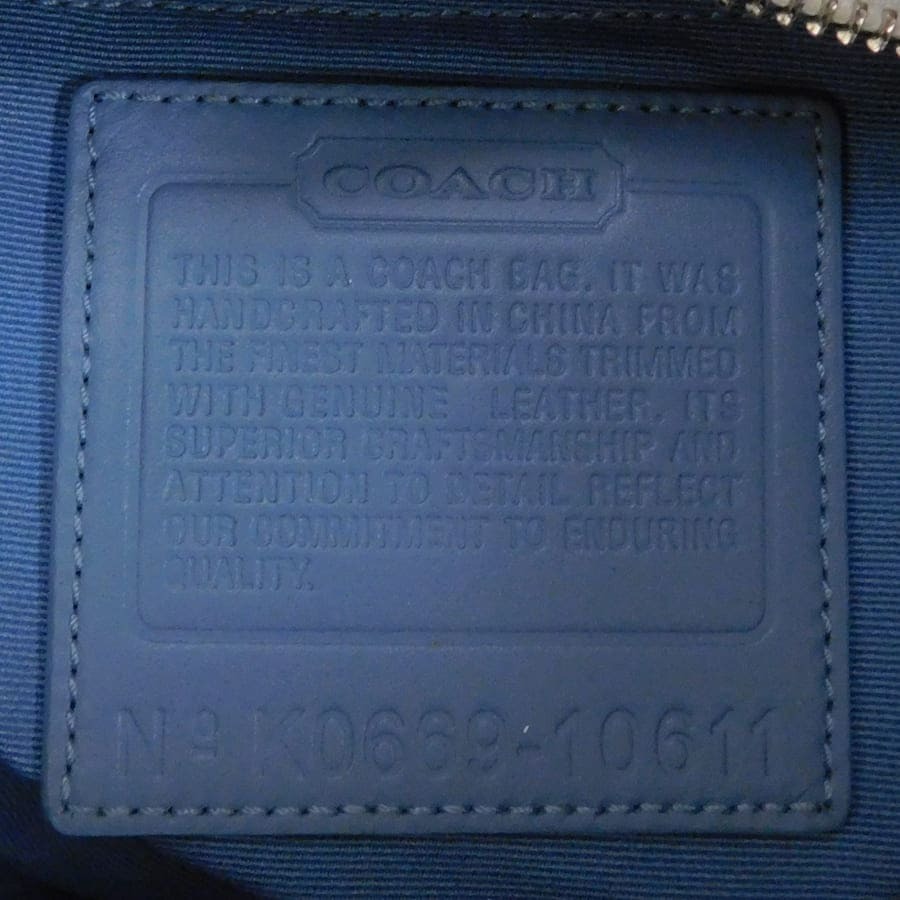 COACH
THIS IS A COACH BAG. IT WAS
HANDCRAFTED IN CHINA FROM
THE FINEST MATERIALS TRIMMED
WITH GENUINE LEATHER. ITS
SUPERIOR CRAFTSMANSHIP AND
ATTENTION TO DETAIL REFLECT
OUR COMMITMENT TO ENDURING
QUALITY.
Nº K0669-10611